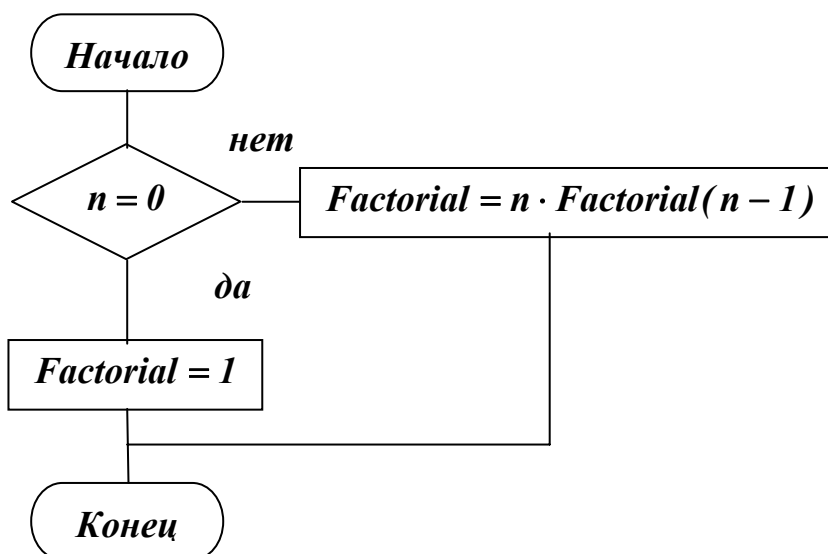 Начало
нет
n = 0
Factorial = n · Factorial( n – 1 )
да
Factorial = 1
Конец